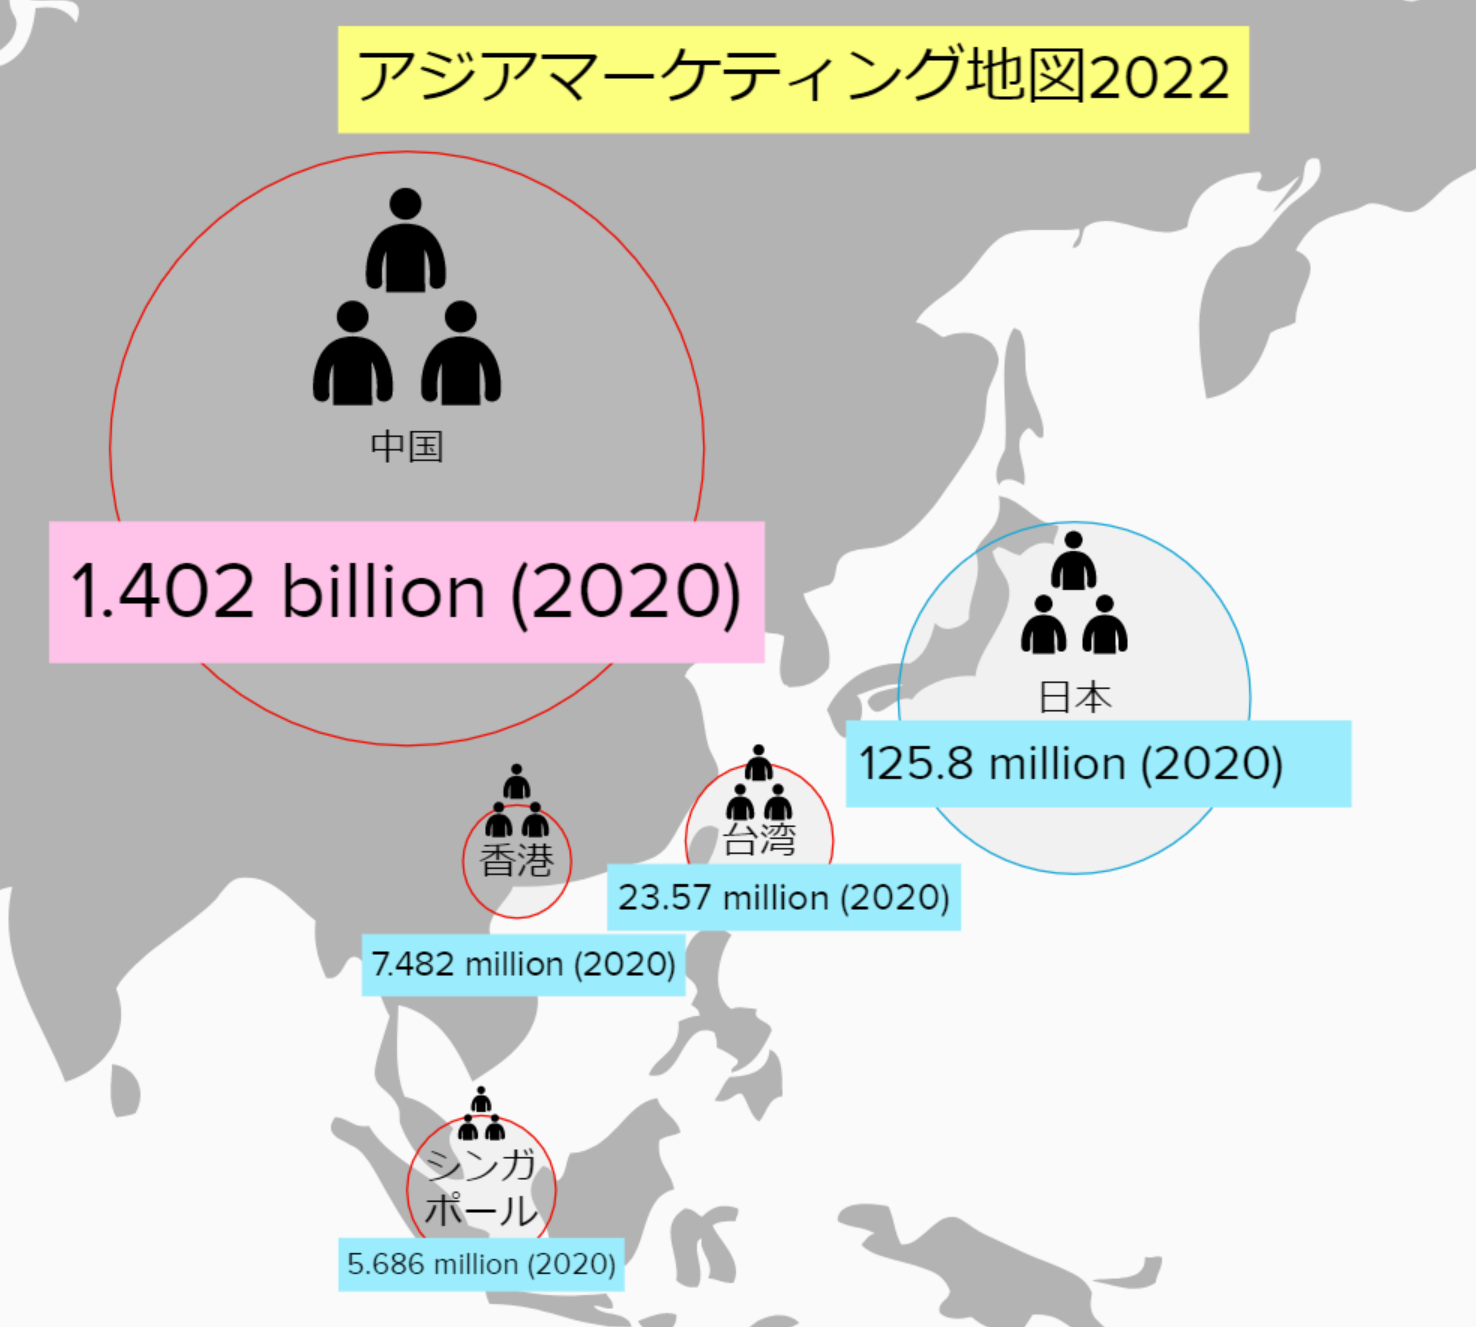 アジアマーケティング地図2022
中国
1.402 billion (2020)
日本
125.8 million (2020)
台湾
23.57 million (2020)
香港
7.482 million (2020)
シンガ
ポール
5.686 million (2020)